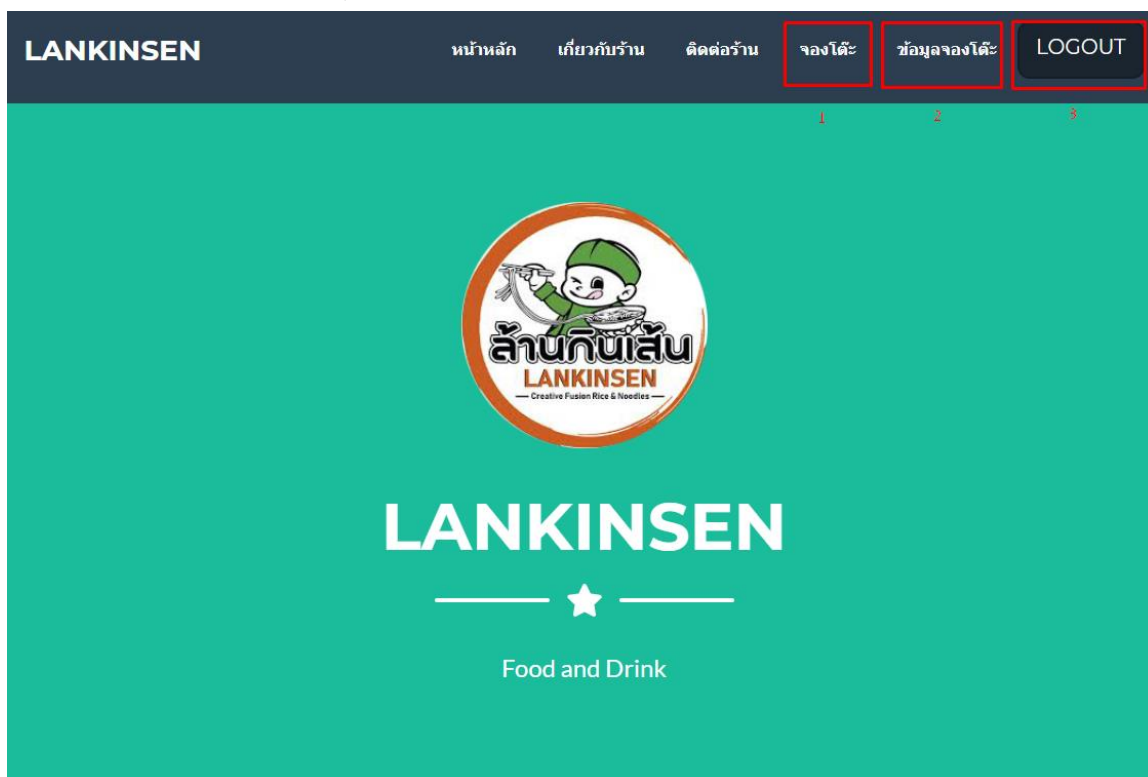 LANKINSEN หน้าหลัก เกี่ยวกับร้าน ติดต่อร้าน จองโต๊ะ ข้อมูลจองโต๊ะ LOGOUT
1 2 3
ล้านกินเส้น
LANKINSEN
Creative Fusion Rice & Noodles
LANKINSEN
Food and Drink